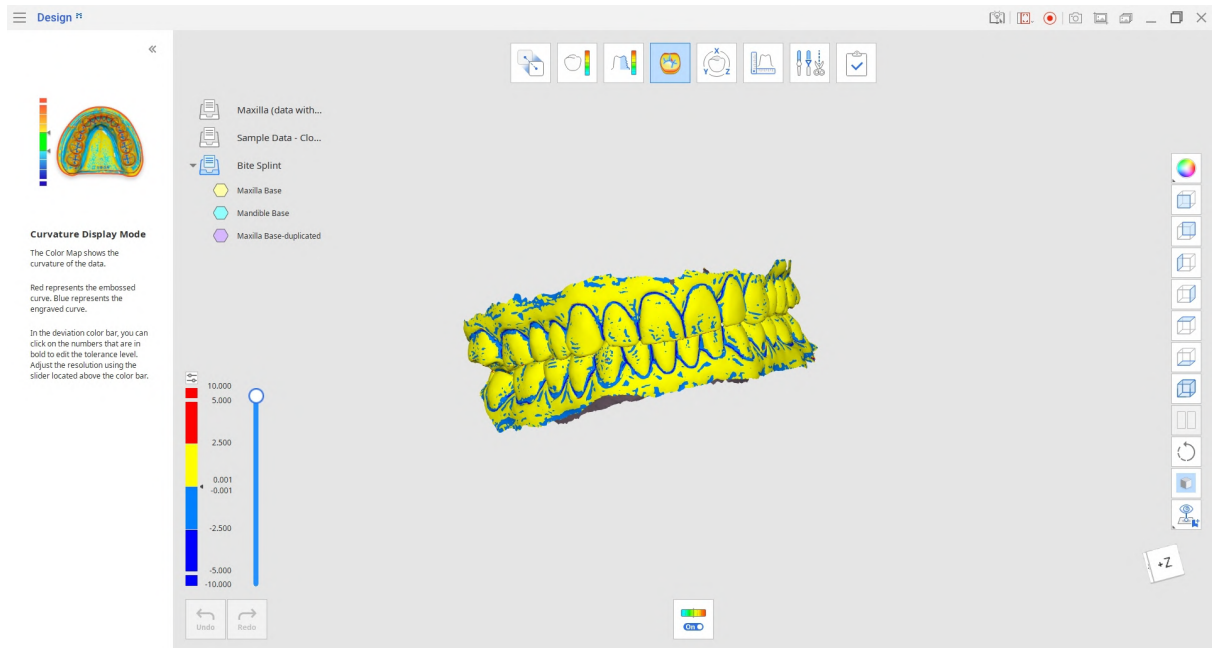 Design
Curvature Display Mode
The Color Map shows the
curvature of the data.
Red represents the embossed
curve. Blue represents the
engraved curve.
In the deviation color bar, you can
click on the numbers that are in
bold to edit the tolerance level.
Adjust the resolution using the
slider located above the color bar.
X
Y
Z
Maxilla (data with...
Sample Data - Clo...
Bite Splint
Maxilla Base
Mandible Base
Maxilla Base-duplicated
10.000
5.000
2.500
0.001
-0.001
-2.500
-5.000
-10.000
Undo
Redo
On
+Z